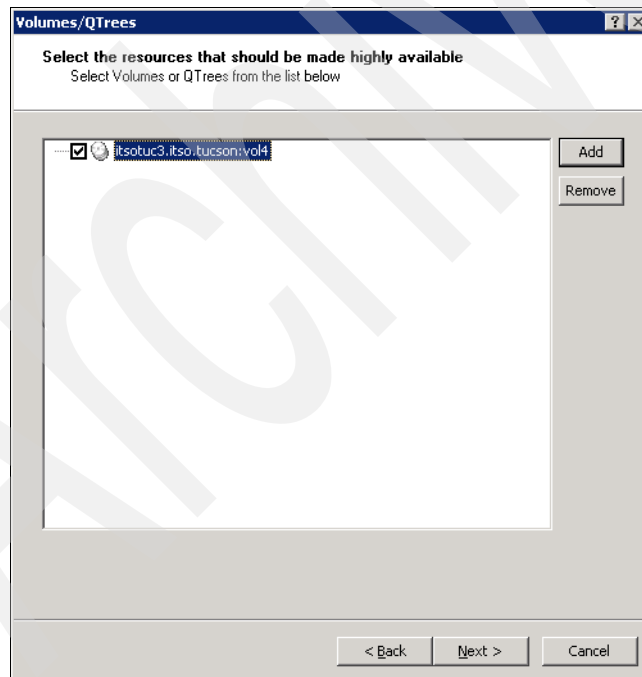 Volumes/QTrees
Select the resources that should be made highly available
Select Volumes or QTrees from the list below
itsotuc3.itso.tucson:vol4
Add
Remove
< Back
Next >
Cancel